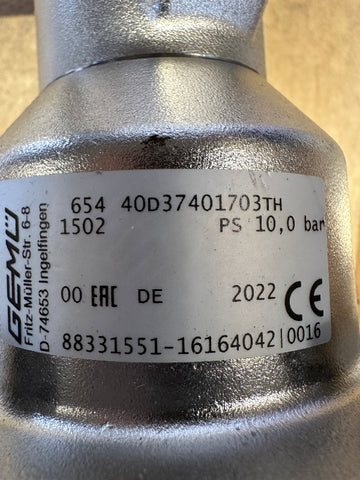 GEMÜ
Fritz-Müller-Str. 6-8
D-74653 Ingelfingen
654 40D37401703TH
1502 PS 10,0 bar
00 EAC DE 2022 CE
88331551-16164042|0016